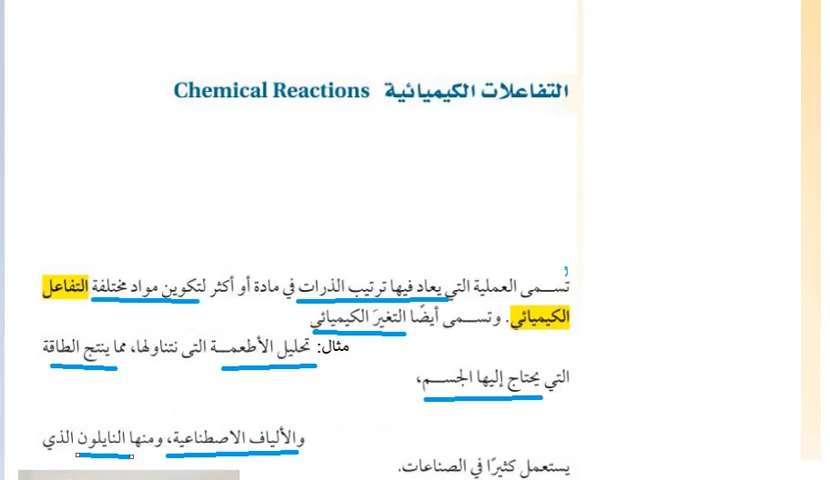 التفاعلات الكيميائية Chemical Reactions
تسمى العملية التي يعاد فيها ترتيب الذرات في مادة أو أكثر لتكوين مواد مختلفة التفاعل
الكيميائي. وتسمى أيضًا التغيرَ الكيميائي
مثال: تحليل الأطعمة التى نتناولها، مما ينتج الطاقة
التي يحتاج إليها الجسم،
والألياف الاصطناعية، ومنها النايلون الذي
يستعمل كثيرًا في الصناعات.